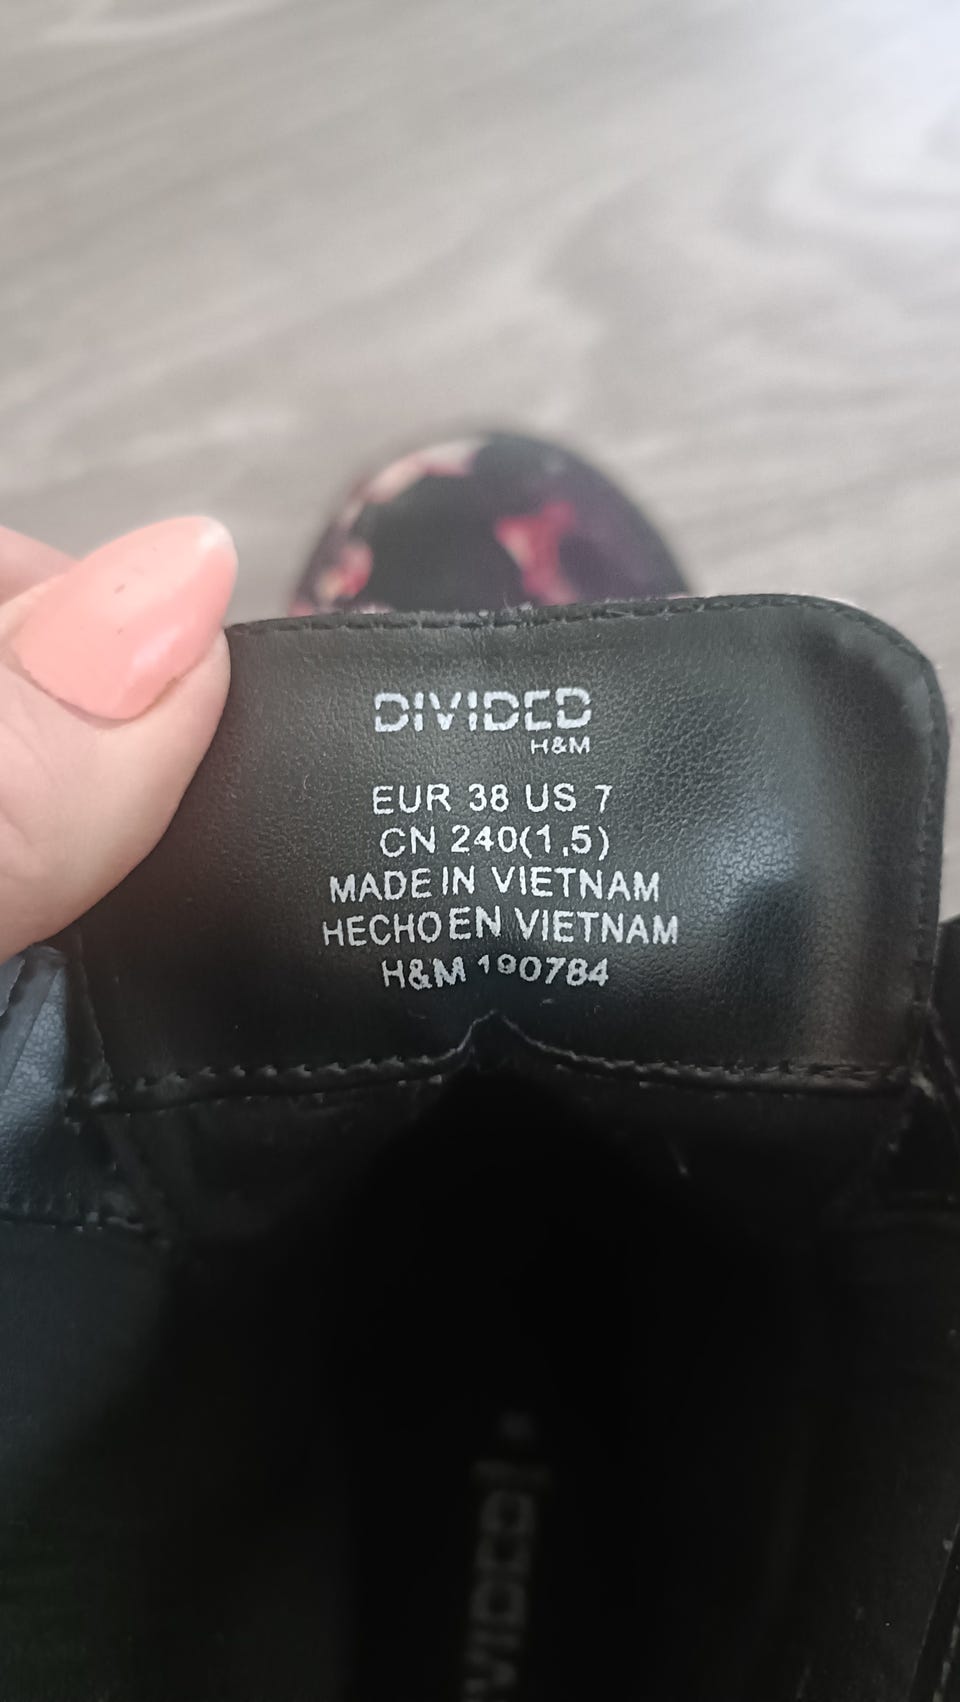 DIVIDED
H&M
EUR 38 US 7
CN 240(1,5)
MADE IN VIETNAM
HECHO EN VIETNAM
H&M 190784